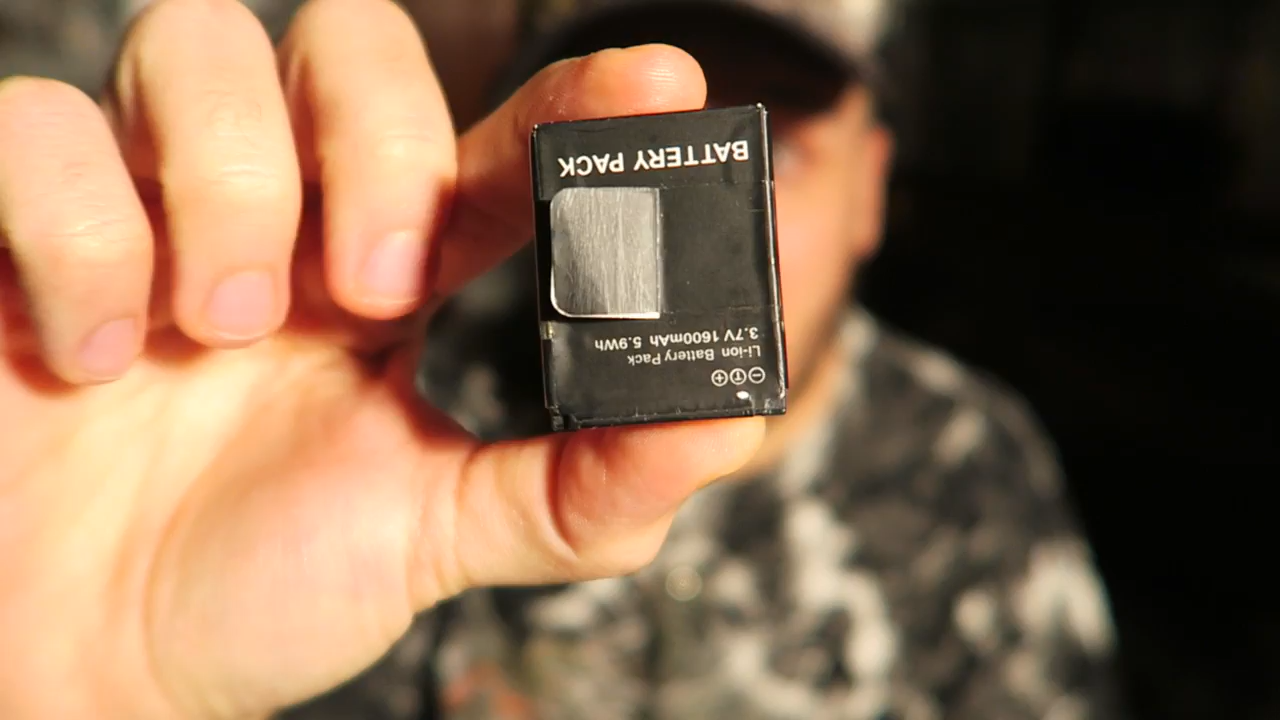 ⊖Ⓣ⊕
Li-ion Battery Pack
3.7V 1600mAh 5.9Wh
BATTERY PACK